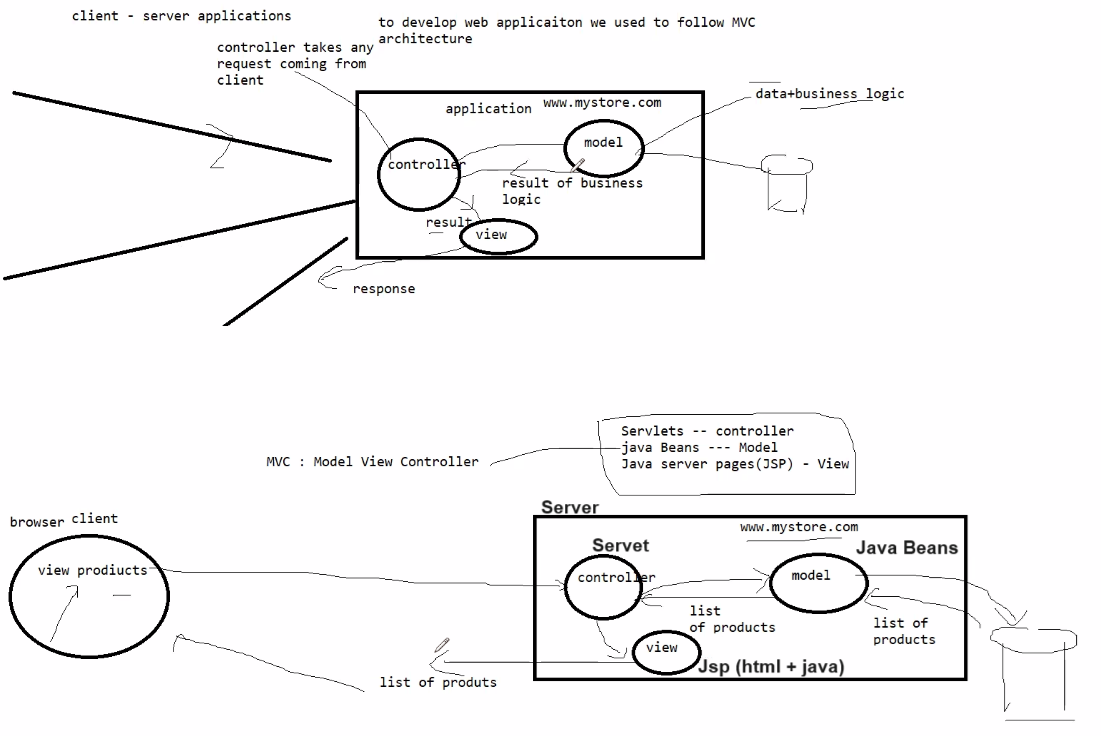 client - server applications
to develop web applicaiton we used to follow MVC
architecture
controller takes any
request coming from
client
application
www.mystore.com
data+business logic
model
controller
result of business
logic
result
view
response
Servlets -- controller
java Beans --- Model
Java server pages(JSP) - View
MVC : Model View Controller
Server
browser client
www.mystore.com
Servet
Java Beans
view prodiucts
controller
model
list
of products
list of
products
view
Jsp (html + java)
list of produts